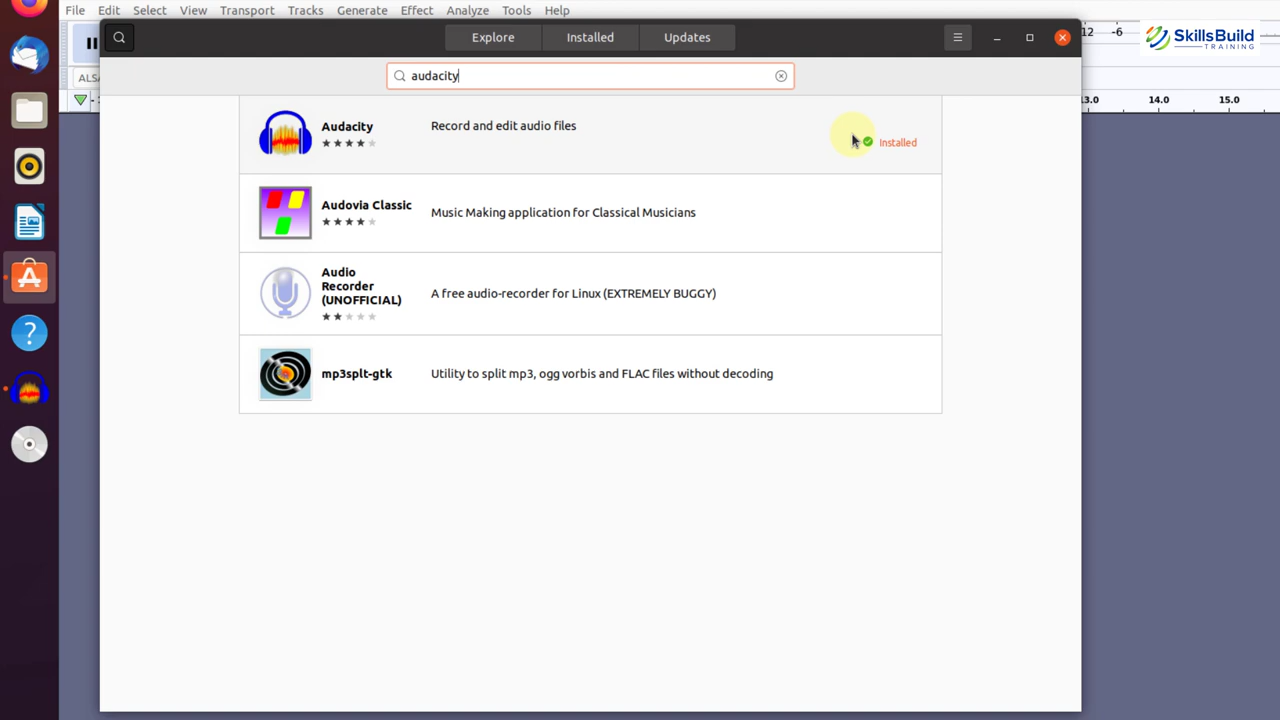 File Edit Select View Transport Tracks Generate Effect Analyze Tools Help
Explore Installed Updates
12 -6
SkillsBuild
TRAINING
audacity
ALSA
13.0 14.0 15.0
Audacity
Record and edit audio files
Installed
Audovia Classic
Music Making application for Classical Musicians
Audio
Recorder
(UNOFFICIAL)
A free audio-recorder for Linux (EXTREMELY BUGGY)
mp3splt-gtk
Utility to split mp3, ogg vorbis and FLAC files without decoding